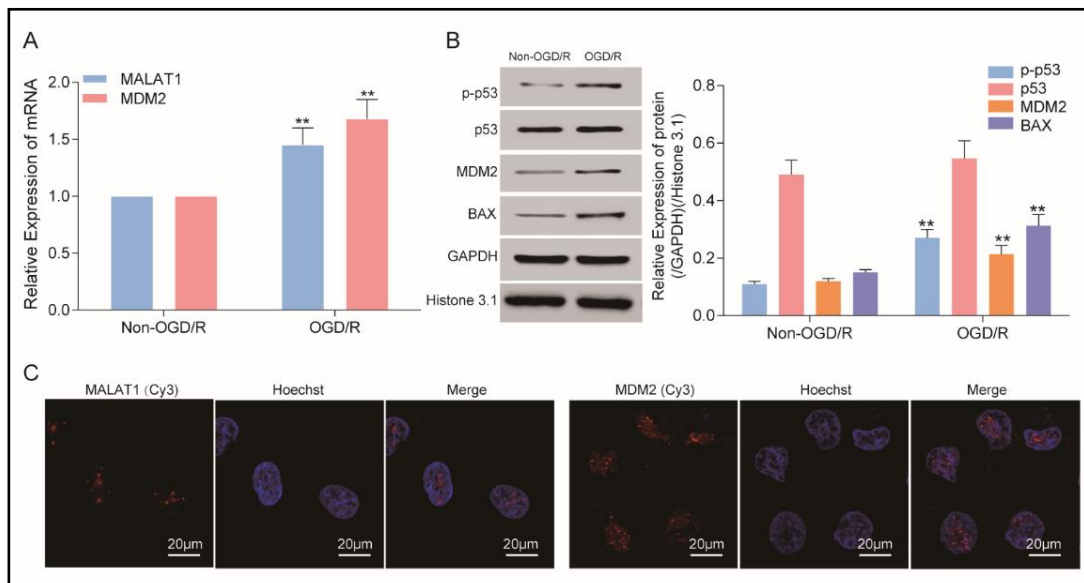 A
MALAT1
MDM2
Relative Expression of mRNA
2.0
1.5
1.0
0.5
0.0
**
**
Non-OGD/R
OGD/R
B
Non-OGD/R OGD/R
p-p53
p53
MDM2
BAX
GAPDH
Histone 3.1
Relative Expression of protein
(/GAPDH)(/Histone 3.1)
0.8
0.6
0.4
0.2
0.0
p-p53
p53
MDM2
BAX
**
**
**
Non-OGD/R
OGD/R
C
MALAT1 (Cy3)
Hoechst
Merge
MDM2 (Cy3)
Hoechst
Merge
20μm
20μm
20μm
20μm
20μm
20μm